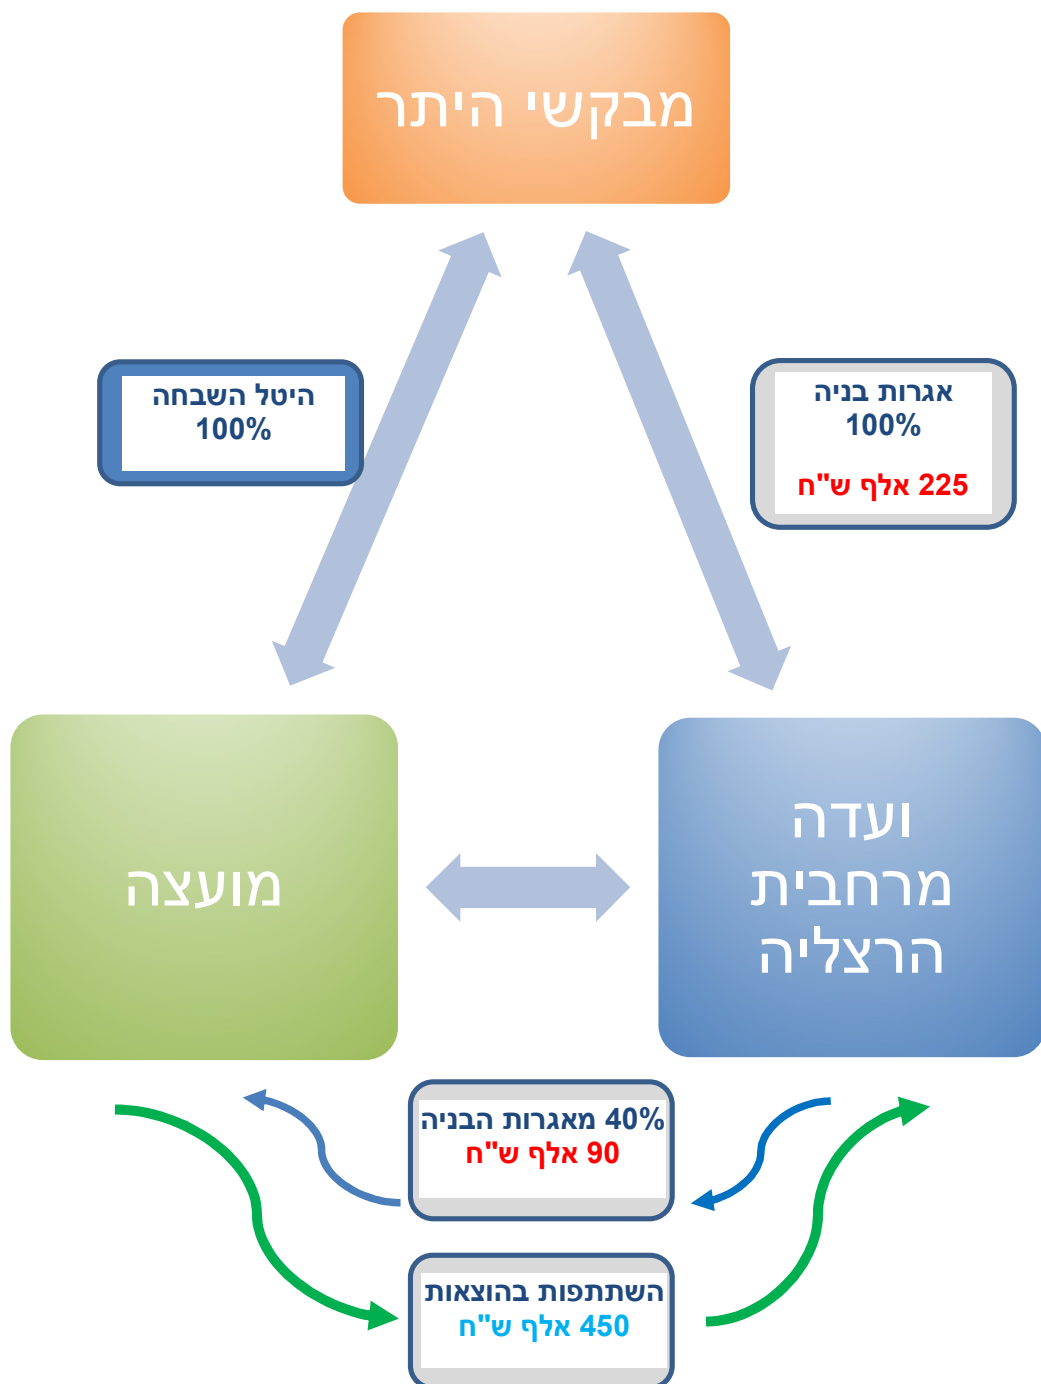 מבקשי היתר
אגרות בניה
100%
225 אלף ש"ח
היטל השבחה
100%
ועדה
מרחבית
הרצליה
מועצה
40% מאגרות הבניה
90 אלף ש"ח
השתתפות בהוצאות
450 אלף ש"ח